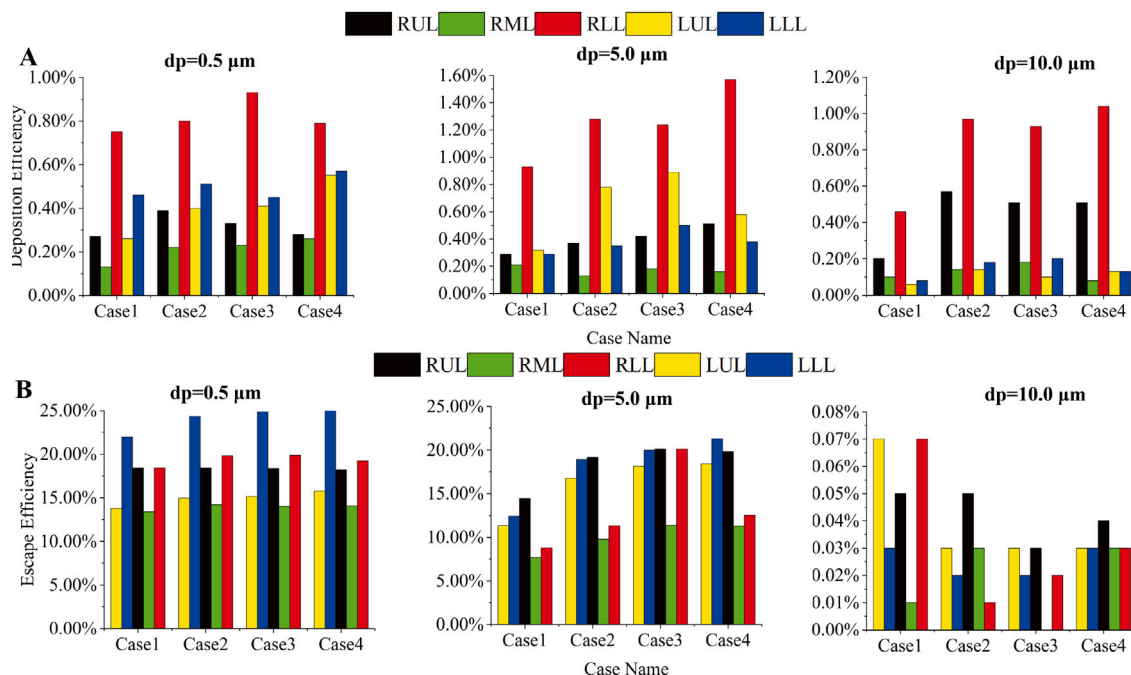 RUL RML RLL LUL LLL
A
dp=0.5 μm dp=5.0 μm dp=10.0 μm
Deposition Efficiency
1.00%
0.80%
0.60%
0.40%
0.20%
0.00%
Case1 Case2 Case3 Case4
1.60%
1.40%
1.20%
1.00%
0.80%
0.60%
0.40%
0.20%
0.00%
Case1 Case2 Case3 Case4
Case Name
1.20%
1.00%
0.80%
0.60%
0.40%
0.20%
0.00%
Case1 Case2 Case3 Case4
RUL RML RLL LUL LLL
B
dp=0.5 μm dp=5.0 μm dp=10.0 μm
Escape Efficiency
25.00%
20.00%
15.00%
10.00%
5.00%
0.00%
Case1 Case2 Case3 Case4
25.00%
20.00%
15.00%
10.00%
5.00%
0.00%
Case1 Case2 Case3 Case4
Case Name
0.08%
0.07%
0.06%
0.05%
0.04%
0.03%
0.02%
0.01%
0.00%
Case1 Case2 Case3 Case4